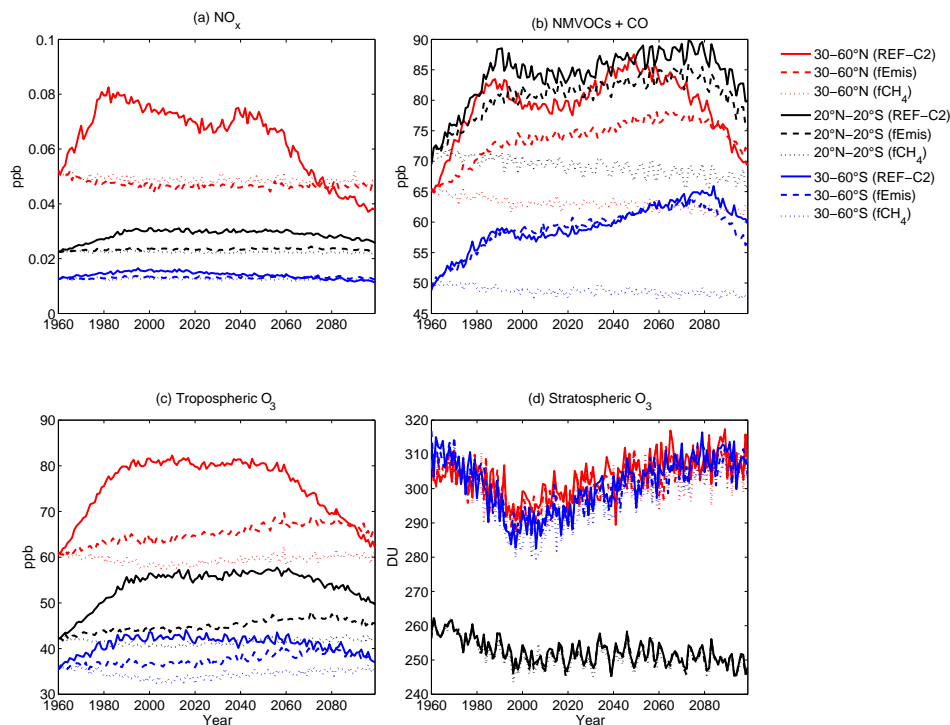 (a) NOx
0.1
0.08
0.06
0.04
0.02
0
ppb
1960 1980 2000 2020 2040 2060 2080
(b) NMVOCs + CO
90
85
80
75
70
65
60
55
50
45
ppb
1960 1980 2000 2020 2040 2060 2080
30−60°N (REF−C2)
30−60°N (fEmis)
30−60°N (fCH4)
20°N−20°S (REF−C2)
20°N−20°S (fEmis)
20°N−20°S (fCH4)
30−60°S (REF−C2)
30−60°S (fEmis)
30−60°S (fCH4)
(c) Tropospheric O3
90
80
70
60
50
40
30
ppb
1960 1980 2000 2020 2040 2060 2080
Year
(d) Stratospheric O3
320
310
300
290
280
270
260
250
240
DU
1960 1980 2000 2020 2040 2060 2080
Year